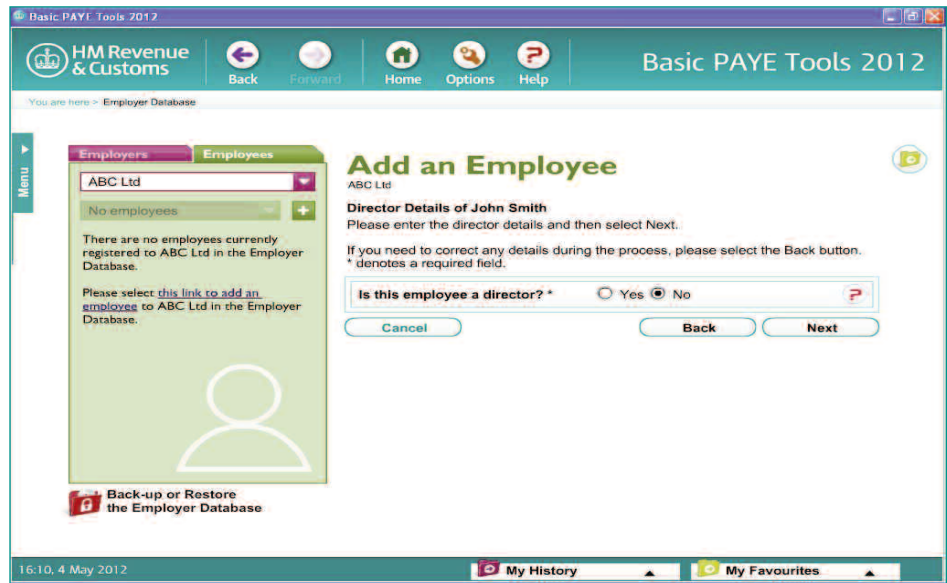 Basic PAYE Tools 2012
HM Revenue
& Customs
Back
Forward
Home
Options
Help
Basic PAYE Tools 2012
You are here > Employer Database
Menu
Employers
Employees
ABC Ltd
No employees
There are no employees currently
registered to ABC Ltd in the Employer
Database.
Please select this link to add an
employee to ABC Ltd in the Employer
Database.
Back-up or Restore
the Employer Database
Add an Employee
ABC Ltd
Director Details of John Smith
Please enter the director details and then select Next.
If you need to correct any details during the process, please select the Back button.
* denotes a required field.
Is this employee a director? * Yes No ?
Cancel
Back
Next
16:10, 4 May 2012
My History
My Favourites